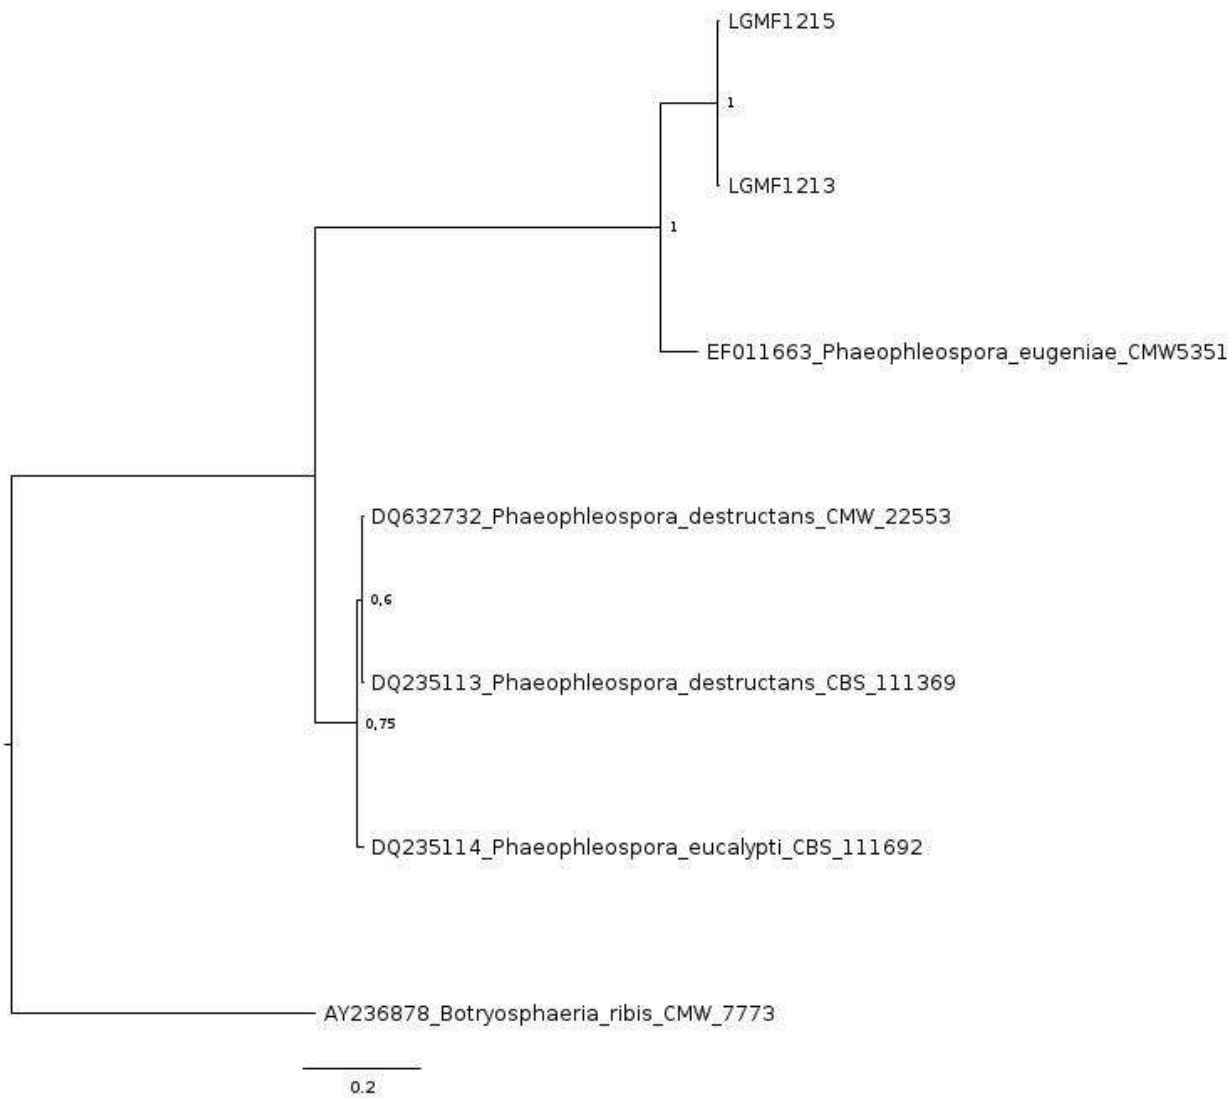 LGMF1215
1
LGMF1213
1
EF011663_Phaeophleospora_eugeniae_CMW5351
DQ632732_Phaeophleospora_destructans_CMW_22553
0,6
DQ235113_Phaeophleospora_destructans_CBS_111369
0,75
DQ235114_Phaeophleospora_eucalypti_CBS_111692
AY236878_Botryosphaeria_ribis_CMW_7773
0.2